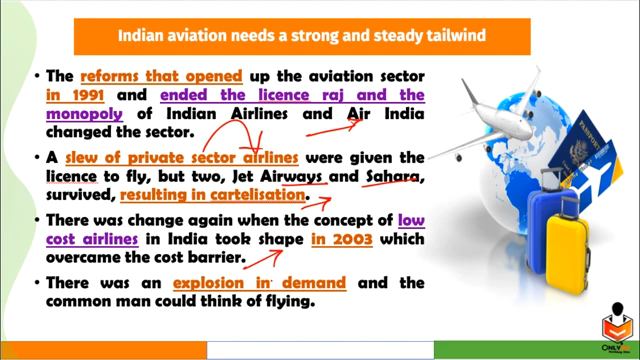 Indian aviation needs a strong and steady tailwind
• The reforms that opened up the aviation sector
in 1991 and ended the licence raj and the
monopoly of Indian Airlines and Air India
changed the sector.
• A slew of private sector airlines were given the
licence to fly, but two, Jet Airways and Sahara,
survived, resulting in cartelisation.
• There was change again when the concept of low
cost airlines in India took shape in 2003 which
overcame the cost barrier.
• There was an explosion in demand and the
common man could think of flying.